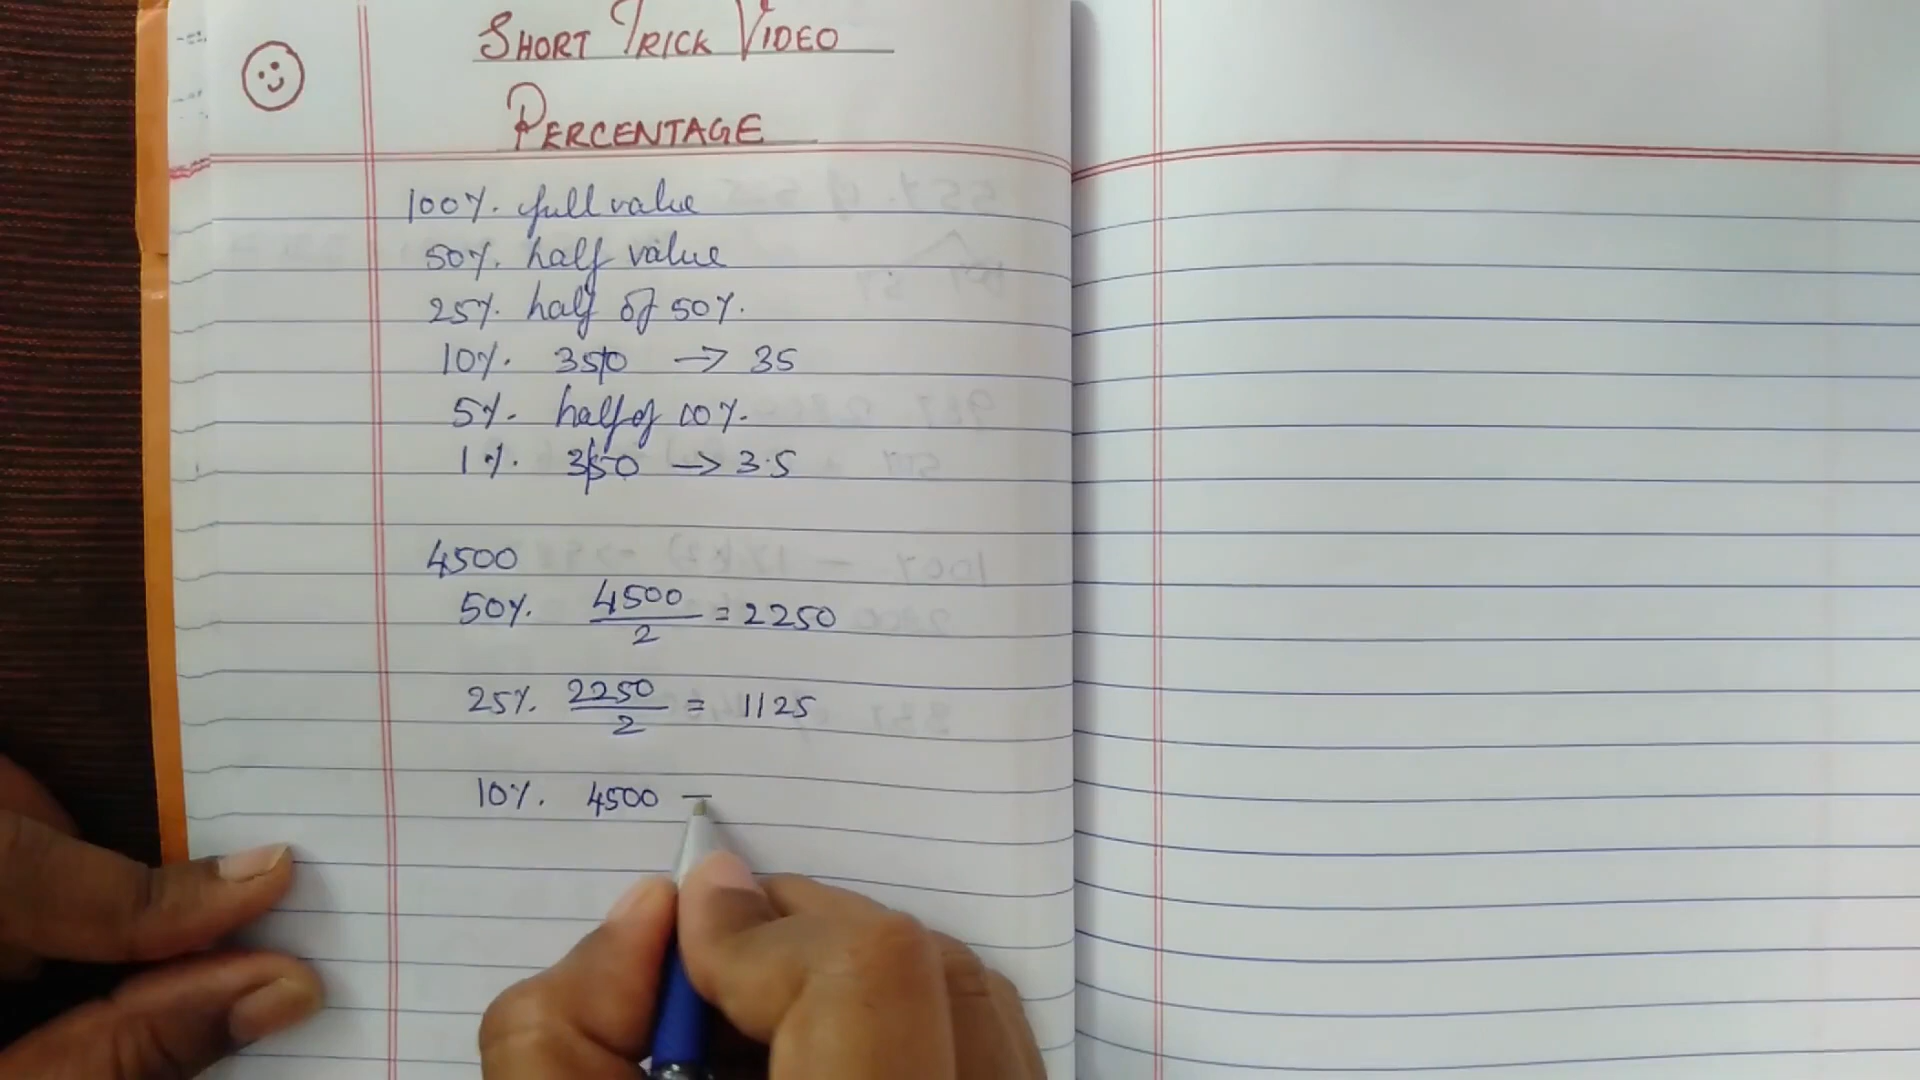 SHORT TRICK VIDEO
PERCENTAGE
100%. full value
50%. half value
25%. half of 50%.
10%. 350 → 35
5%. half of 10%.
1%. 350 → 3.5
4500
50%. 4500/2 = 2250
25%. 2250/2 = 1125
10%. 4500 –